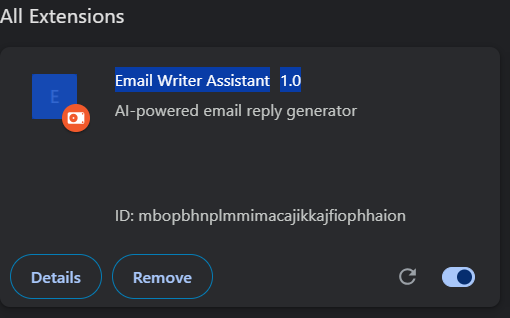 All Extensions
E
Email Writer Assistant 1.0
AI-powered email reply generator
ID: mbopbhnplmmimacajikkajfiophhaion
Details Remove